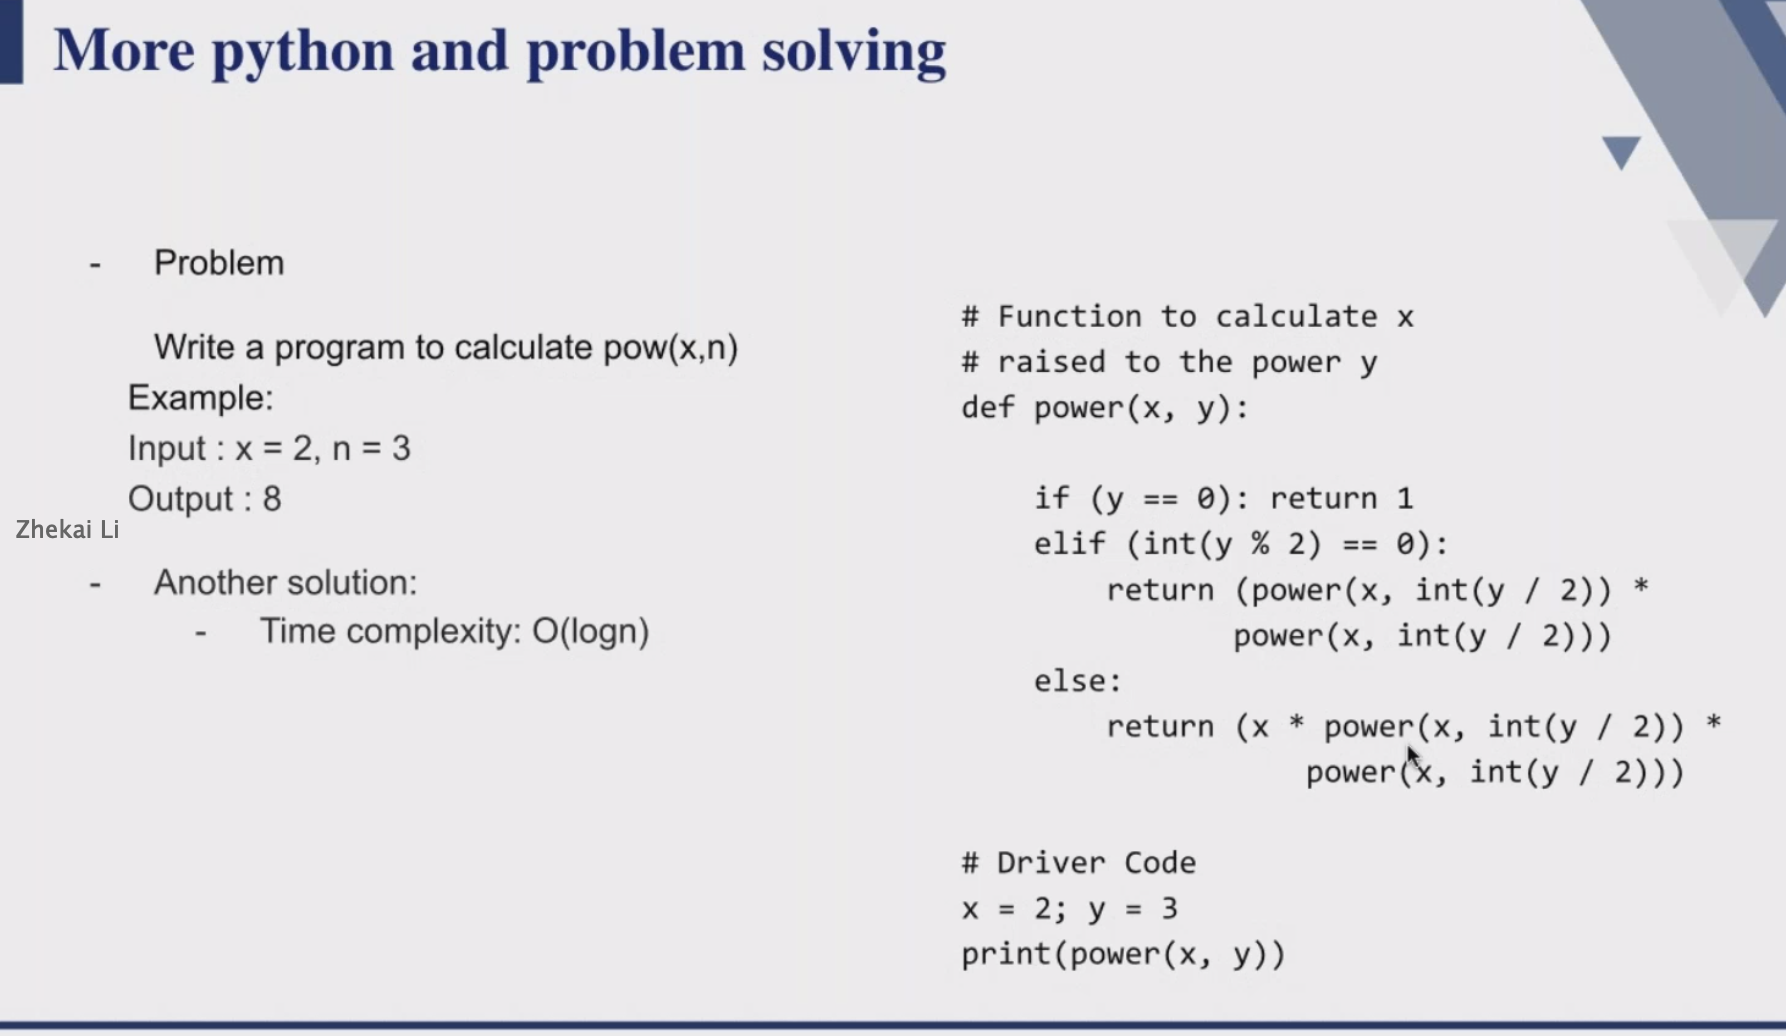 More python and problem solving
- Problem
Write a program to calculate pow(x,n)
Example:
Input : x = 2, n = 3
Output : 8
Zhekai Li
- Another solution:
- Time complexity: O(logn)
# Function to calculate x
# raised to the power y
def power(x, y):
if (y == 0): return 1
elif (int(y % 2) == 0):
return (power(x, int(y / 2)) *
power(x, int(y / 2)))
else:
return (x * power(x, int(y / 2)) *
power(x, int(y / 2)))
# Driver Code
x = 2; y = 3
print(power(x, y))